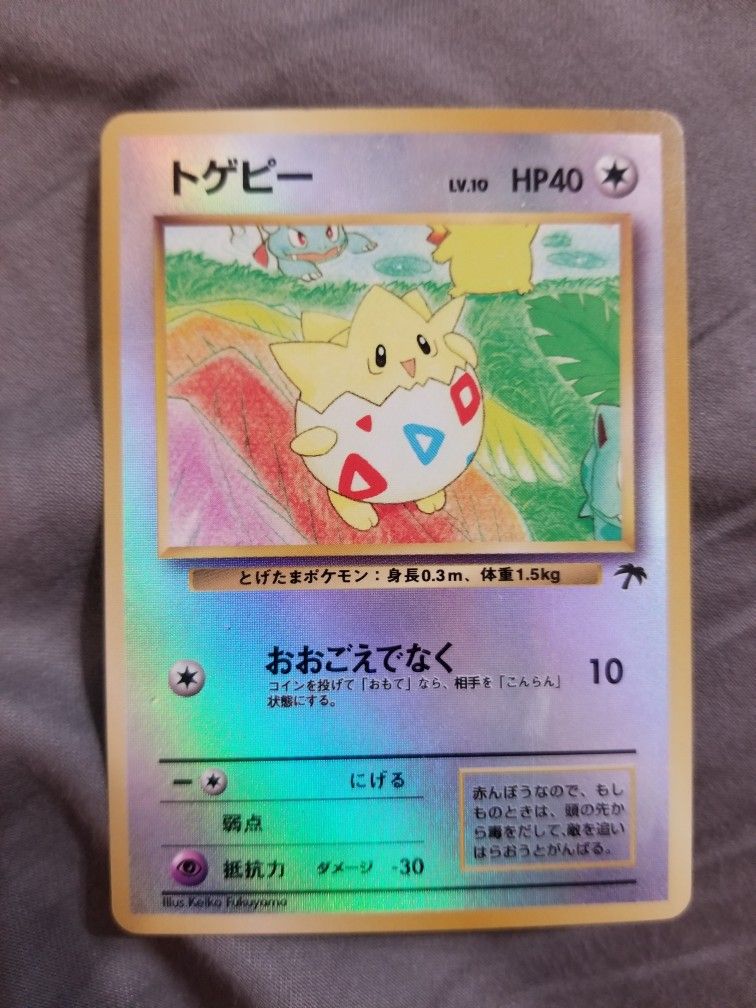 トゲピー LV.10 HP40
とげたまポケモン：身長0.3m、体重1.5kg
おおごえでなく 10
コインを投げて「おもて」なら、相手を「こんらん」
状態にする。
ー にげる
弱点
抵抗力 ダメージ -30
赤んぼうなので、もし
ものときは、頭の先か
ら毒をだして、敵を追い
はらおうとがんばる。
Illus. Keiko Fukuyama